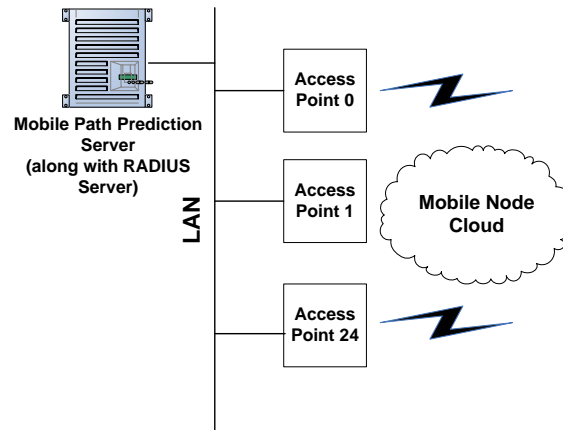 Access
Point 0
Mobile Path Prediction
Server
(along with RADIUS
Server)
LAN
Access
Point 1
Mobile Node
Cloud
Access
Point 24